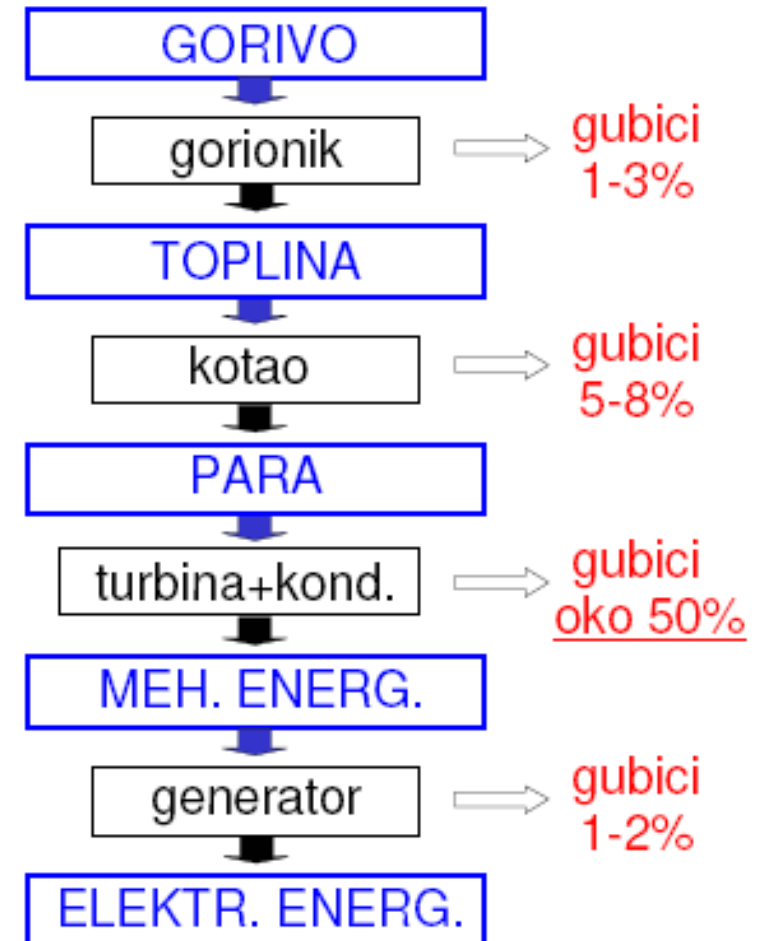 GORIVO
gorionik
gubici
1-3%
TOPLINA
kotao
gubici
5-8%
PARA
turbina+kond.
gubici
oko 50%
MEH. ENERG.
generator
gubici
1-2%
ELEKTR. ENERG.